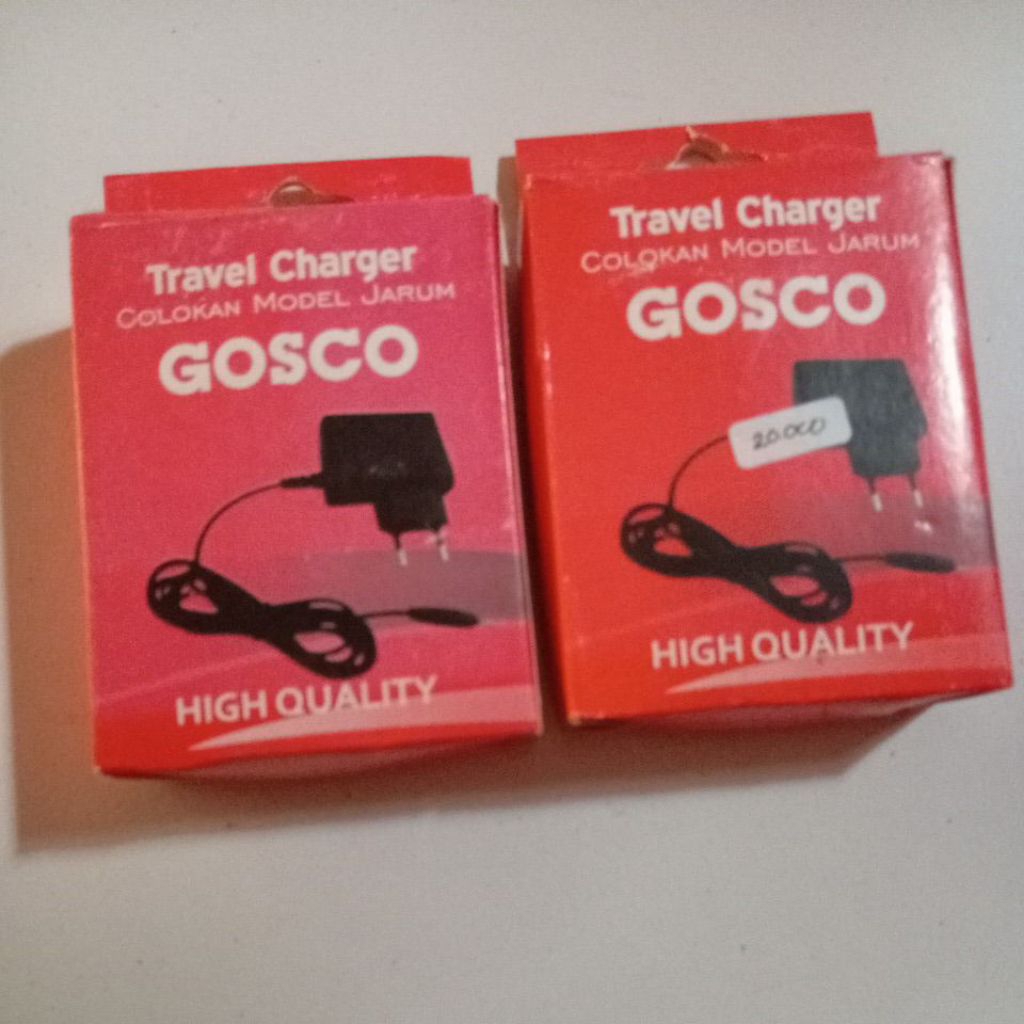 Travel Charger
COLOKAN MODEL JARUM
GOSCO
HIGH QUALITY
Travel Charger
COLOKAN MODEL JARUM
GOSCO
20.000
HIGH QUALITY